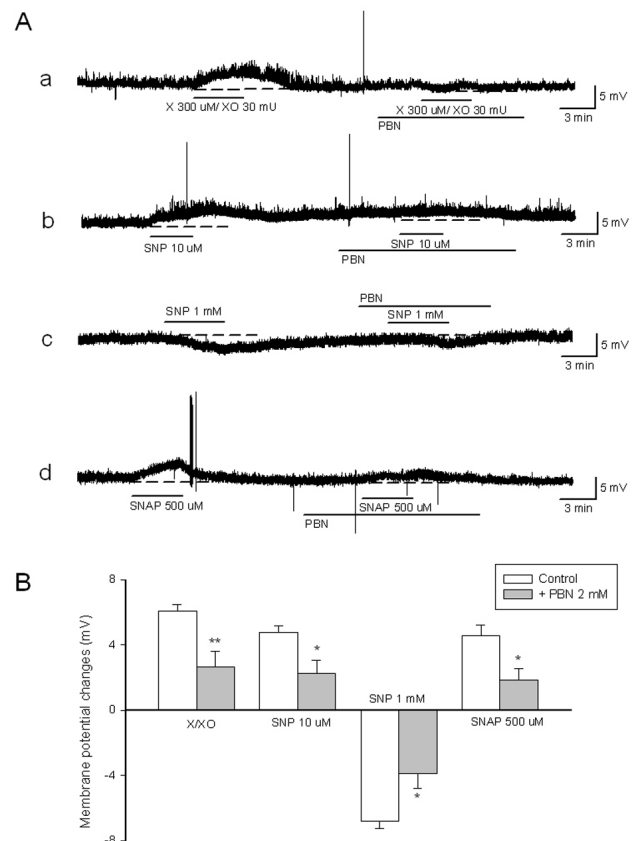 A
a
X 300 uM/ XO 30 mU
X 300 uM/ XO 30 mU
PBN
5 mV
3 min
b
SNP 10 uM
SNP 10 uM
PBN
5 mV
3 min
PBN
SNP 1 mM
SNP 1 mM
c
5 mV
3 min
d
SNAP 500 uM
SNAP 500 uM
PBN
5 mV
3 min
B
Membrane potential changes (mV)
8
4
0
-4
-8
Control
+ PBN 2 mM
**
*
*
*
SNP 1 mM
X/XO
SNP 10 uM
SNAP 500 uM